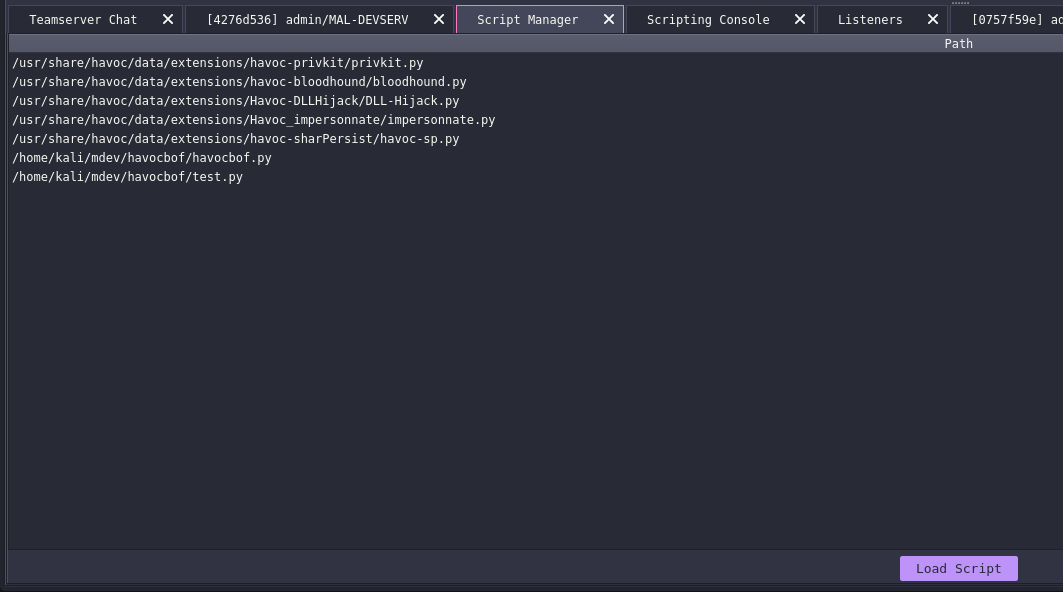 Teamserver Chat [4276d536] admin/MAL-DEVSERV Script Manager Scripting Console Listeners [0757f59e] ad
Path
/usr/share/havoc/data/extensions/havoc-privkit/privkit.py
/usr/share/havoc/data/extensions/havoc-bloodhound/bloodhound.py
/usr/share/havoc/data/extensions/Havoc-DLLHijack/DLL-Hijack.py
/usr/share/havoc/data/extensions/Havoc_impersonnate/impersonnate.py
/usr/share/havoc/data/extensions/havoc-sharPersist/havoc-sp.py
/home/kali/mdev/havocbof/havocbof.py
/home/kali/mdev/havocbof/test.py
Load Script